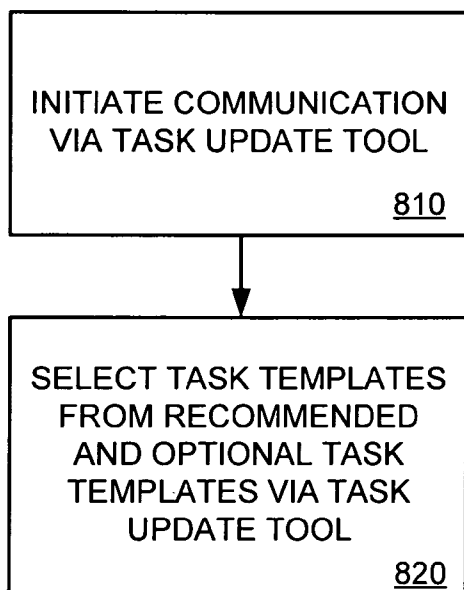 INITIATE COMMUNICATION
VIA TASK UPDATE TOOL
810
SELECT TASK TEMPLATES
FROM RECOMMENDED
AND OPTIONAL TASK
TEMPLATES VIA TASK
UPDATE TOOL
820